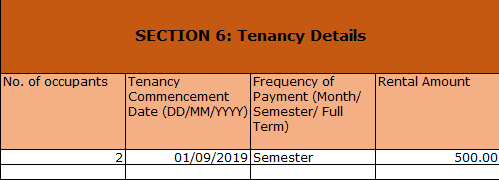 SECTION 6: Tenancy Details
No. of occupants
Tenancy
Commencement
Date (DD/MM/YYYY)
Frequency of
Payment (Month/
Semester/ Full
Term)
Rental Amount
2
01/09/2019
Semester
500.00